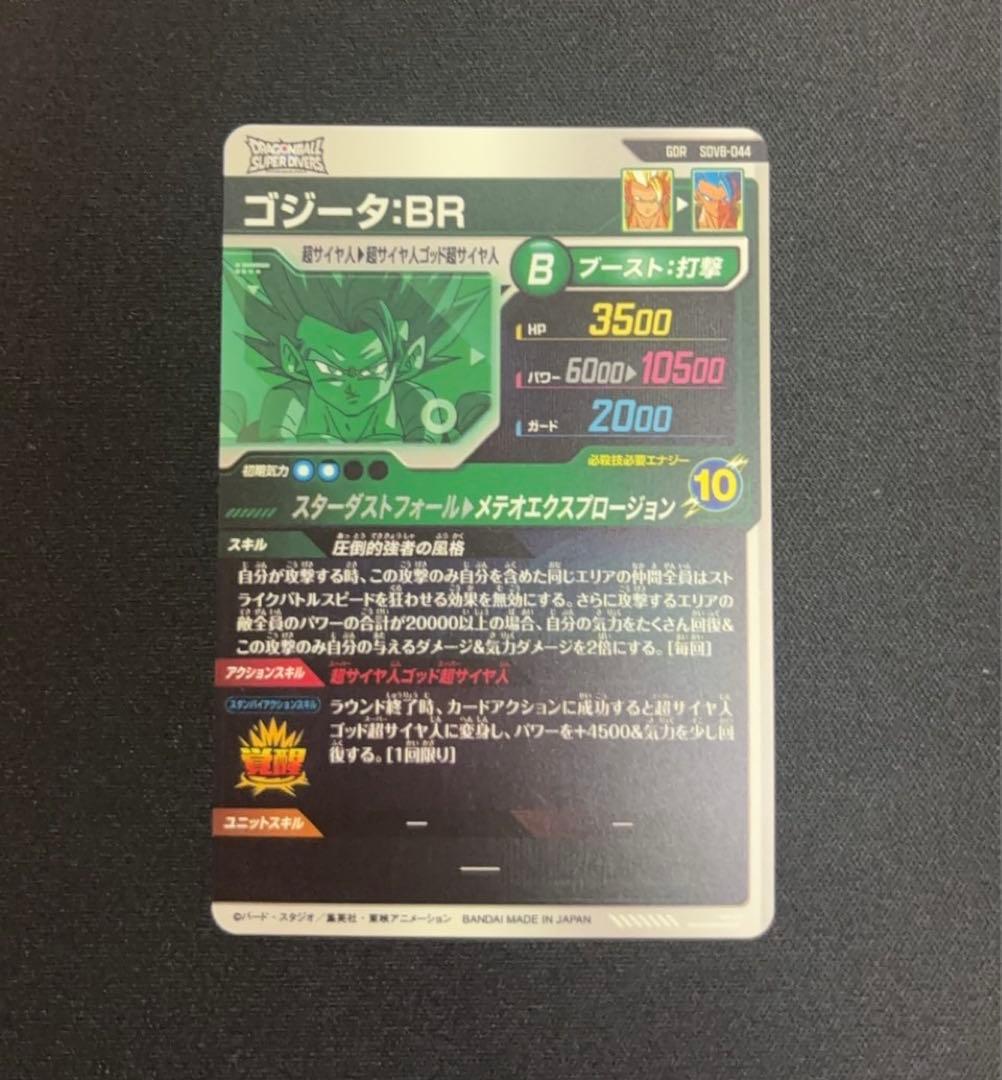 DRAGONBALL
SUPER DIVERS
GDR SDV8-044
ゴジータ:BR
超サイヤ人▶超サイヤ人ゴッド超サイヤ人
B ブースト:打撃
HP 3500
パワー 6000▶10500
ガード 2000
初期気力
必殺技必要エナジー
10
スターダストフォール▶メテオエクスプロージョン
スキル 圧倒的強者の風格
自分が攻撃する時、この攻撃のみ自分を含めた同じエリアの仲間全員はスト
ライクバトルスピードを狂わせる効果を無効にする。さらに攻撃するエリアの
敵全員のパワーの合計が20000以上の場合、自分の気力をたくさん回復&
この攻撃のみ自分の与えるダメージ&気力ダメージを2倍にする。[毎回]
アクションスキル 超サイヤ人ゴッド超サイヤ人
スタンバイアクションスキル
覚醒
ラウンド終了時、カードアクションに成功すると超サイヤ人
ゴッド超サイヤ人に変身し、パワーを+4500&気力を少し回
復する。[1回限り]
ユニットスキル ー ー
ー
©バード・スタジオ/集英社・東映アニメーション BANDAI MADE IN JAPAN